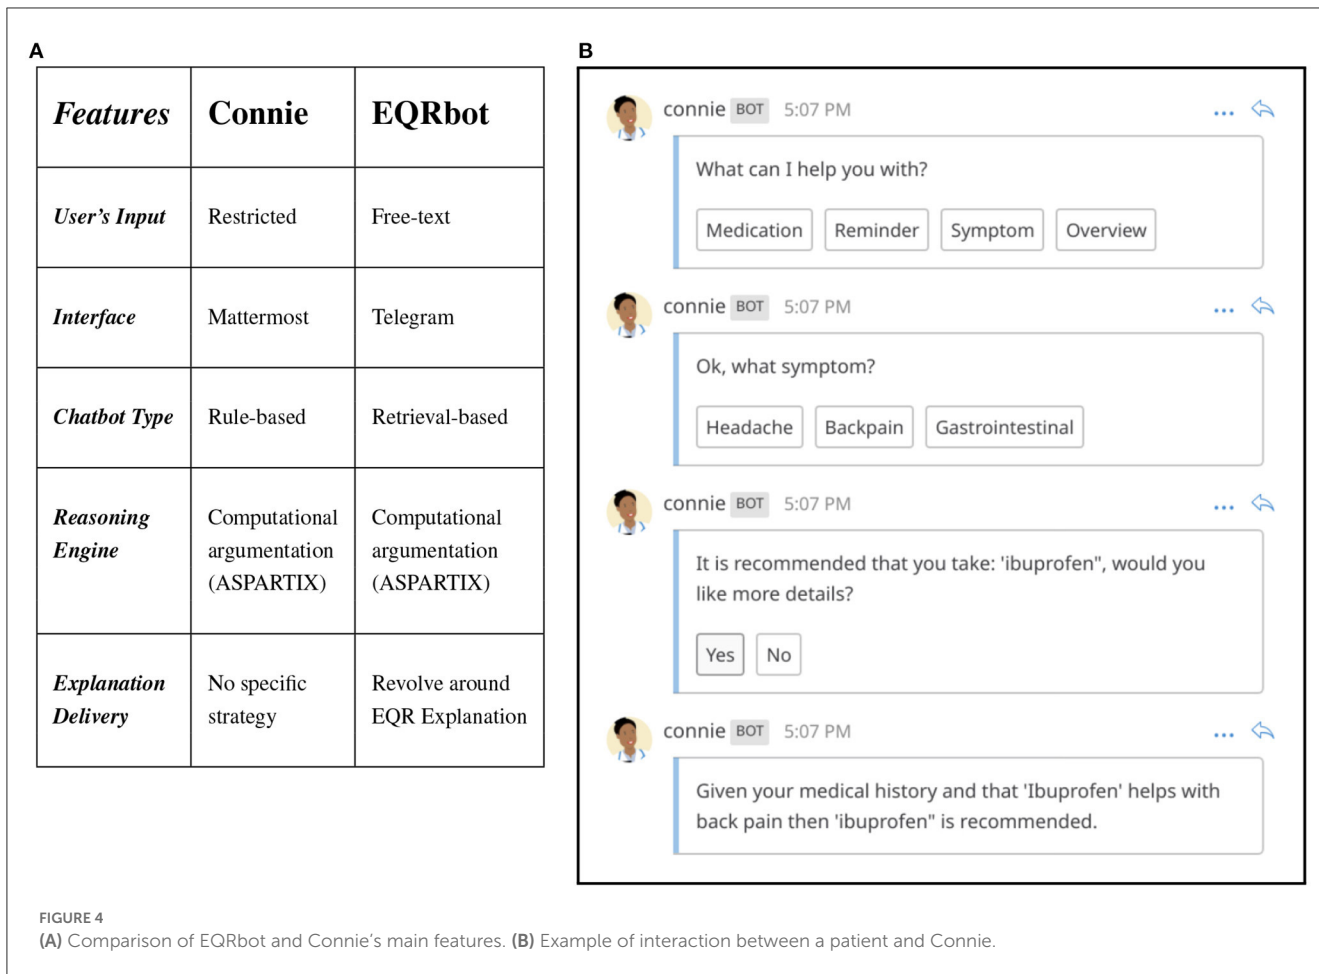 A
Features Connie EQRbot
User's Input Restricted Free-text
Interface Mattermost Telegram
Chatbot Type Rule-based Retrieval-based
Reasoning Computational Computational
Engine argumentation argumentation
(ASPARTIX) (ASPARTIX)
Explanation No specific Revolve around
Delivery strategy EQR Explanation
B
connie BOT 5:07 PM
What can I help you with?
Medication Reminder Symptom Overview
connie BOT 5:07 PM
Ok, what symptom?
Headache Backpain Gastrointestinal
connie BOT 5:07 PM
It is recommended that you take: 'ibuprofen", would you
like more details?
Yes No
connie BOT 5:07 PM
Given your medical history and that 'Ibuprofen' helps with
back pain then 'ibuprofen" is recommended.
FIGURE 4
(A) Comparison of EQRbot and Connie's main features. (B) Example of interaction between a patient and Connie.